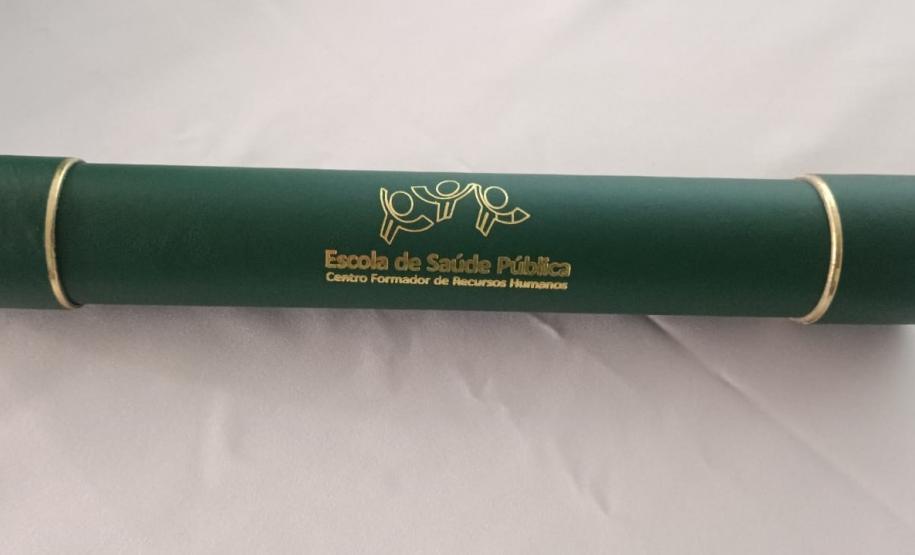 Escola de Saúde Pública
Centro Formador de Recursos Humanos